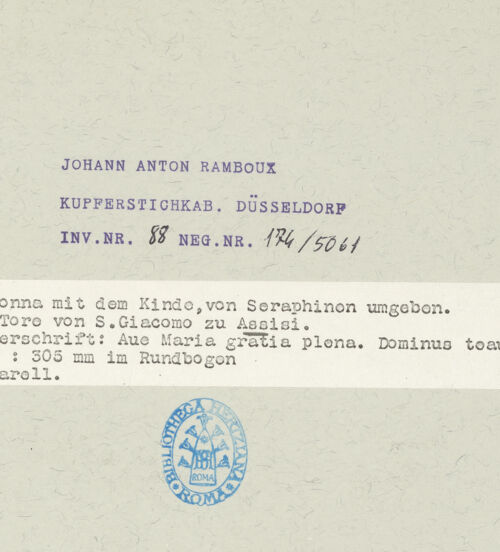 JOHANN ANTON RAMBOUX
KUPFERSTICHKAB. DÜSSELDORF
INV.NR. 88 NEG.NR. 174/5061
onna mit dem Kinde,von Seraphinen umgeben.
Tore von S.Giacomo zu Assisi.
erschrift: Aue Maria gratia plena. Dominus teau
: 305 mm im Rundbogen
arell.
BIBLIOTHECA HERTZIANA
ROMA
ROMA